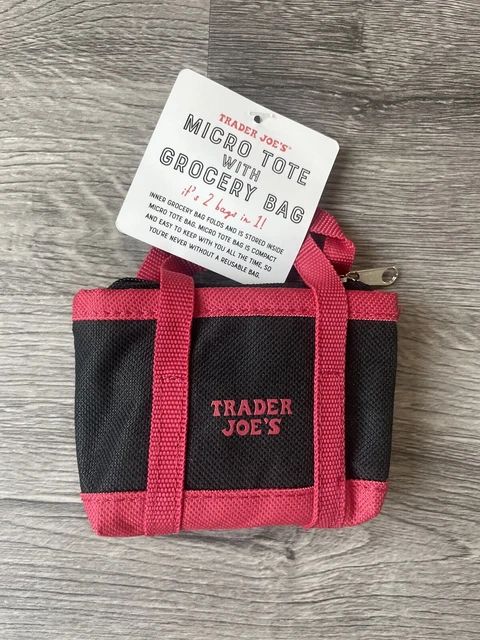 TRADER JOE'S
MICRO TOTE
WITH
GROCERY BAG
it's 2 bags in 1!
INNER GROCERY BAG FOLDS AND IS STORED INSIDE
MICRO TOTE BAG. MICRO TOTE BAG IS COMPACT
AND EASY TO KEEP WITH YOU ALL THE TIME, SO
YOU'RE NEVER WITHOUT A REUSABLE BAG.
TRADER
JOE'S